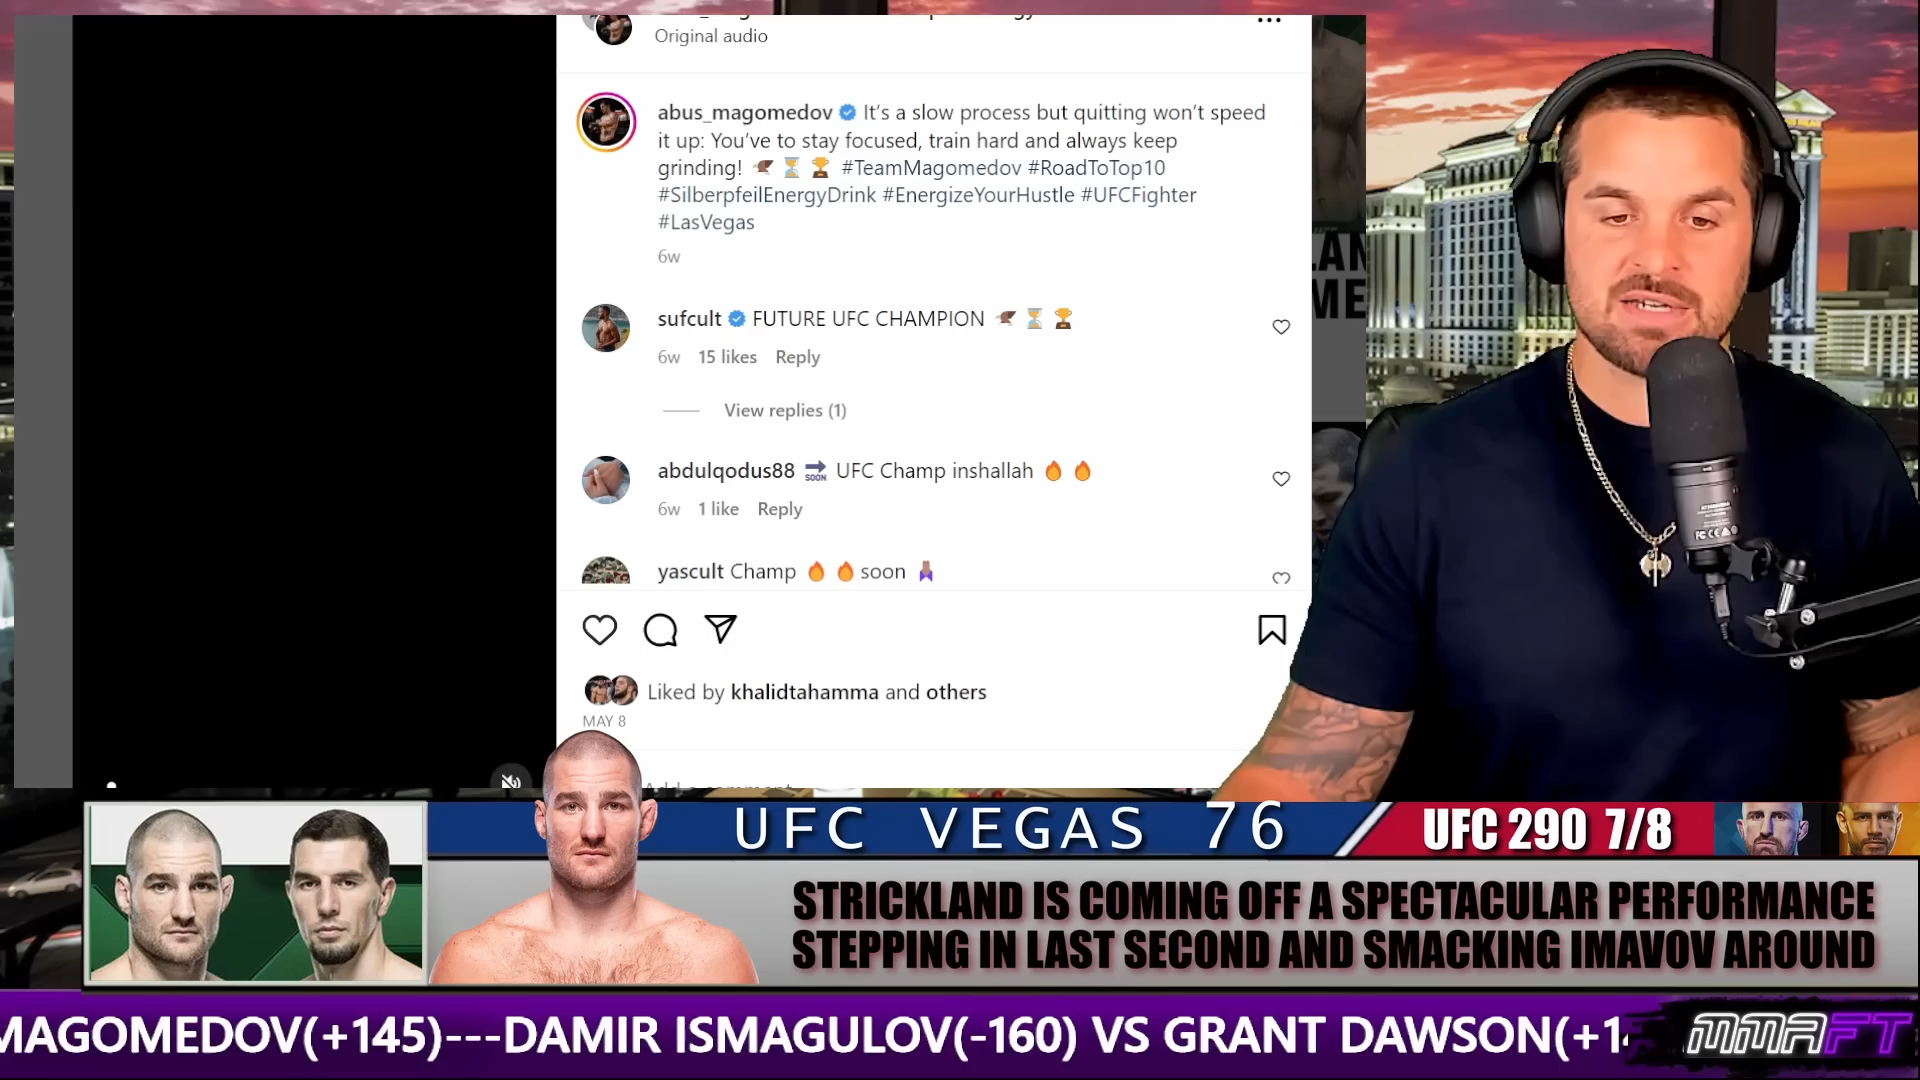 Original audio
abus_magomedov It's a slow process but quitting won't speed
it up: You've to stay focused, train hard and always keep
grinding! #TeamMagomedov #RoadToTop10
#SilberpfeilEnergyDrink #EnergizeYourHustle #UFCFighter
#LasVegas
6w
sufcult FUTURE UFC CHAMPION
6w 15 likes Reply
View replies (1)
abdulqodus88 SOON UFC Champ inshallah
6w 1 like Reply
yascult Champ soon
Liked by khalidtahamma and others
MAY 8
UFC VEGAS 76
UFC 290 7/8
STRICKLAND IS COMING OFF A SPECTACULAR PERFORMANCE
STEPPING IN LAST SECOND AND SMACKING IMAVOV AROUND
MAGOMEDOV(+145)---DAMIR ISMAGULOV(-160) VS GRANT DAWSON(+1
MMAFT